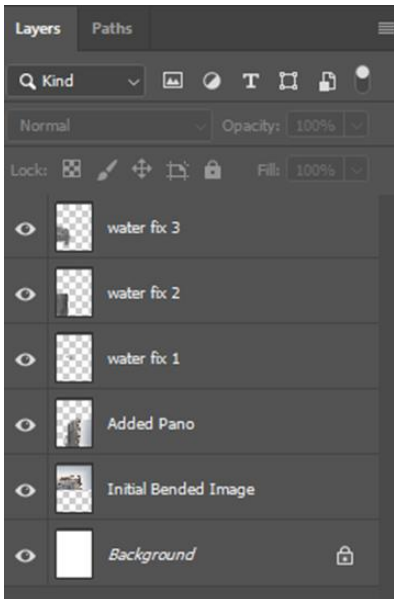 Layers Paths
Kind
Normal Opacity: 100%
Lock: Fill: 100%
water fix 3
water fix 2
water fix 1
Added Pano
Initial Bended Image
Background